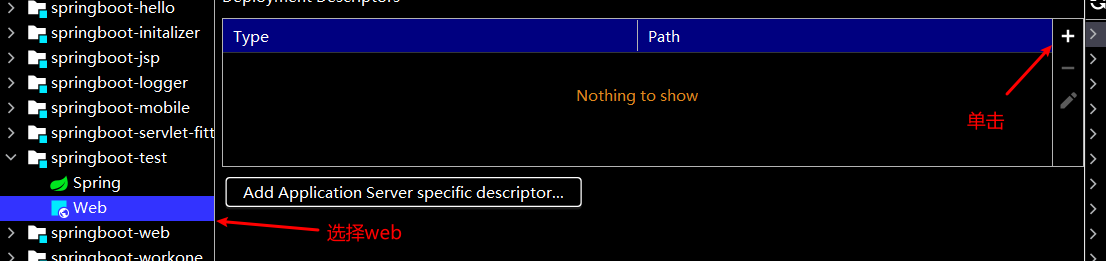 springboot-hello
springboot-initalizer
springboot-jsp
springboot-logger
springboot-mobile
springboot-servlet-fitt
springboot-test
Spring
Web
springboot-web
springboot-workone
Deployment Descriptors
Type Path
Nothing to show
Add Application Server specific descriptor...
单击
选择web